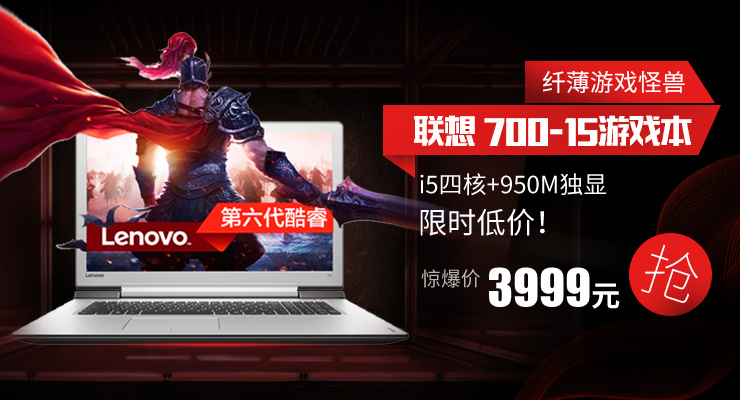 纤薄游戏怪兽
联想 700-15游戏本
i5四核+950M独显
限时低价！
惊爆价 3999元
抢
第六代酷睿
Lenovo™
Lenovo